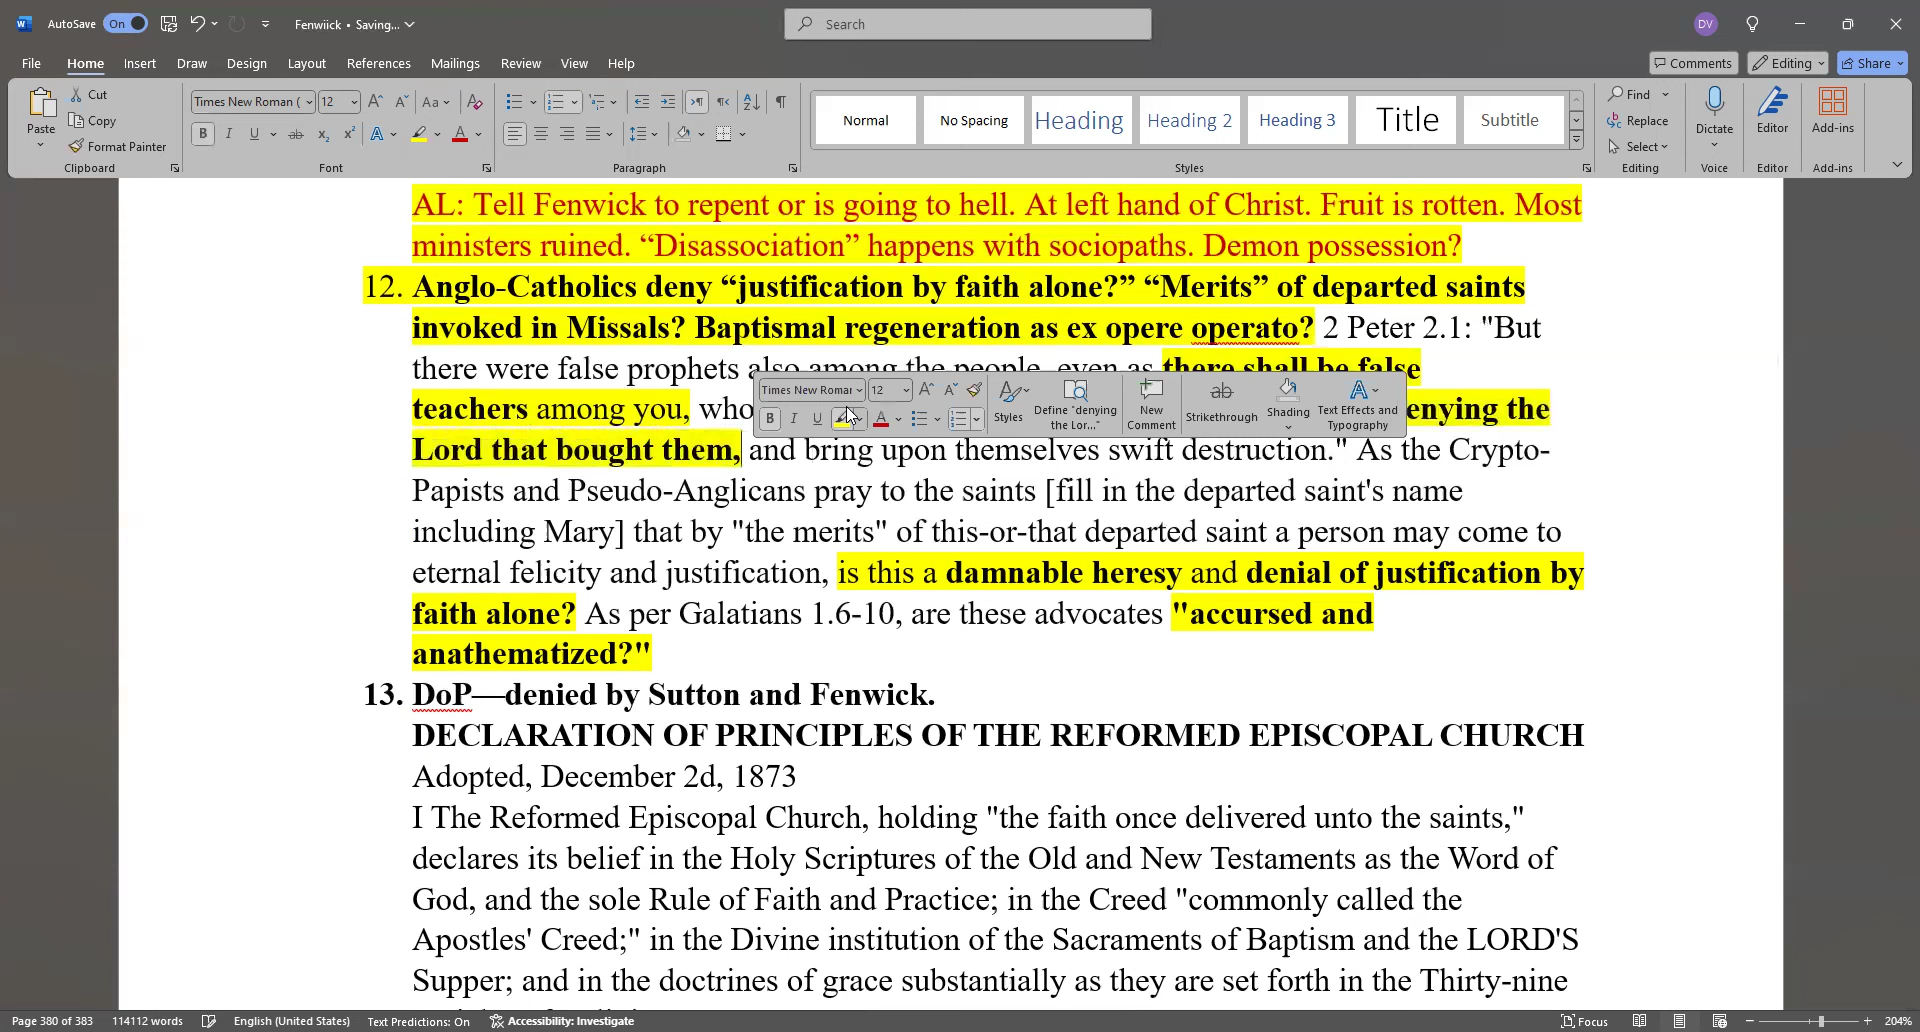 AutoSave On Fenwiick • Saving... Search DV
File Home Insert Draw Design Layout References Mailings Review View Help Comments Editing Share
Paste Cut Copy Format Painter Clipboard
Times New Roman ( 12 Aa Font
Paragraph
Normal No Spacing Heading Heading 2 Heading 3 Title Subtitle Styles
Find Replace Select Editing
Dictate Voice
Editor Editor
Add-ins Add-ins
AL: Tell Fenwick to repent or is going to hell. At left hand of Christ. Fruit is rotten. Most
ministers ruined. “Disassociation” happens with sociopaths. Demon possession?
12. Anglo-Catholics deny “justification by faith alone?” “Merits” of departed saints
invoked in Missals? Baptismal regeneration as ex opere operato? 2 Peter 2.1: "But
there were false prophets also among the people, even as there shall be false
teachers among you, who enying the
Times New Roman 12 Styles Define "denying the Lor..." New Comment Strikethrough Shading Text Effects and Typography
Lord that bought them, and bring upon themselves swift destruction." As the Crypto-
Papists and Pseudo-Anglicans pray to the saints [fill in the departed saint's name
including Mary] that by "the merits" of this-or-that departed saint a person may come to
eternal felicity and justification, is this a damnable heresy and denial of justification by
faith alone? As per Galatians 1.6-10, are these advocates "accursed and
anathematized?"
13. DoP—denied by Sutton and Fenwick.
DECLARATION OF PRINCIPLES OF THE REFORMED EPISCOPAL CHURCH
Adopted, December 2d, 1873
I The Reformed Episcopal Church, holding "the faith once delivered unto the saints,"
declares its belief in the Holy Scriptures of the Old and New Testaments as the Word of
God, and the sole Rule of Faith and Practice; in the Creed "commonly called the
Apostles' Creed;" in the Divine institution of the Sacraments of Baptism and the LORD'S
Supper; and in the doctrines of grace substantially as they are set forth in the Thirty-nine
Page 380 of 383 114112 words English (United States) Text Predictions: On Accessibility: Investigate Focus 204%